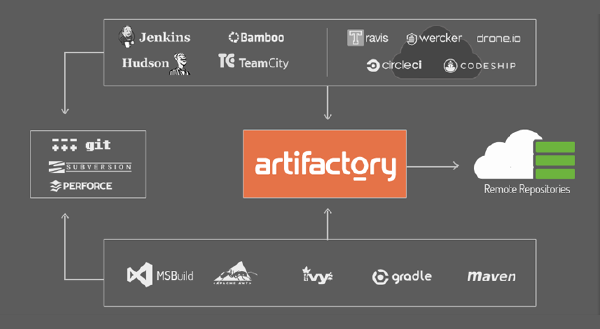 Jenkins
Bamboo
Travis
wercker
drone.io
Hudson
TC TeamCity
circleci
CODESHIP
git
SUBVERSION
PERFORCE
artifactory
Remote Repositories
MSBuild
ivy
gradle
maven